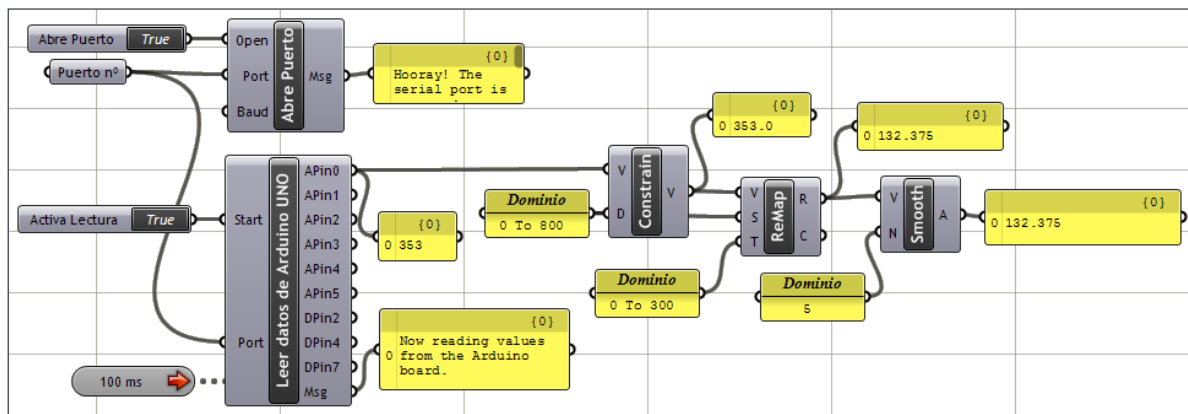 Abre Puerto True
Puerto nº
Open
Port
Baud
Abre Puerto
Msg
{0}
Hooray! The
serial port is
Activa Lectura True
100 ms
Start
Port
Leer datos de Arduino UNO
APin0
APin1
APin2
APin3
APin4
APin5
DPin2
DPin4
DPin7
Msg
{0}
0 353
{0}
0 Now reading values
from the Arduino
board.
Dominio
0 To 800
V
D
Constrain
V
{0}
0 353.0
Dominio
0 To 300
V
S
T
ReMap
R
C
{0}
0 132.375
Dominio
5
V
N
Smooth
A
{0}
0 132.375